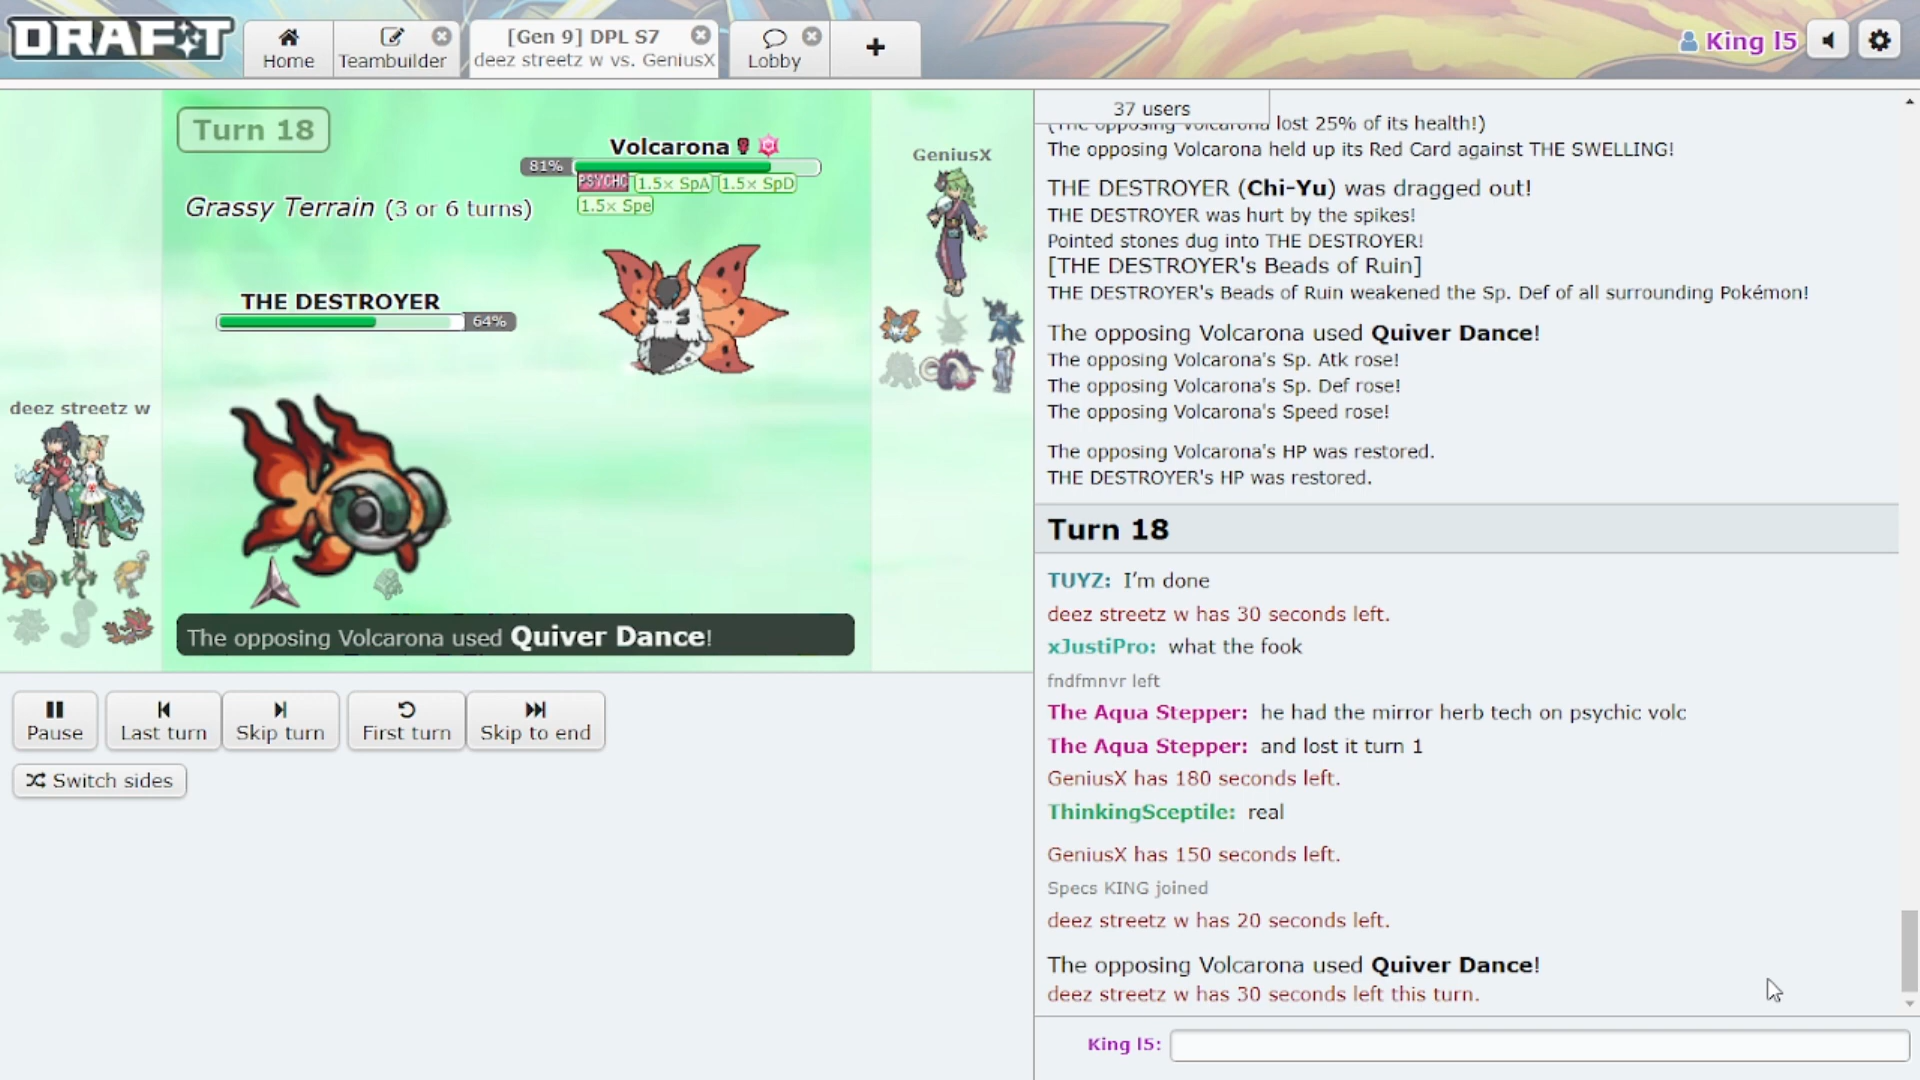 DRAFT
Home
Teambuilder
[Gen 9] DPL S7
deez streetz w vs. GeniusX
Lobby
King l5
Turn 18
Grassy Terrain (3 or 6 turns)
Volcarona
81%
PSYCHC
1.5× SpA
1.5× SpD
1.5× Spe
THE DESTROYER
64%
GeniusX
deez streetz w
The opposing Volcarona used Quiver Dance!
Pause
Last turn
Skip turn
First turn
Skip to end
Switch sides
37 users
(The opposing Volcarona lost 25% of its health!)
The opposing Volcarona held up its Red Card against THE SWELLING!
THE DESTROYER (Chi-Yu) was dragged out!
THE DESTROYER was hurt by the spikes!
Pointed stones dug into THE DESTROYER!
[THE DESTROYER's Beads of Ruin]
THE DESTROYER's Beads of Ruin weakened the Sp. Def of all surrounding Pokémon!
The opposing Volcarona used Quiver Dance!
The opposing Volcarona's Sp. Atk rose!
The opposing Volcarona's Sp. Def rose!
The opposing Volcarona's Speed rose!
The opposing Volcarona's HP was restored.
THE DESTROYER's HP was restored.
Turn 18
TUYZ: I'm done
deez streetz w has 30 seconds left.
xJustiPro: what the fook
fndfmnvr left
The Aqua Stepper: he had the mirror herb tech on psychic volc
The Aqua Stepper: and lost it turn 1
GeniusX has 180 seconds left.
ThinkingSceptile: real
GeniusX has 150 seconds left.
Specs KING joined
deez streetz w has 20 seconds left.
The opposing Volcarona used Quiver Dance!
deez streetz w has 30 seconds left this turn.
King l5: